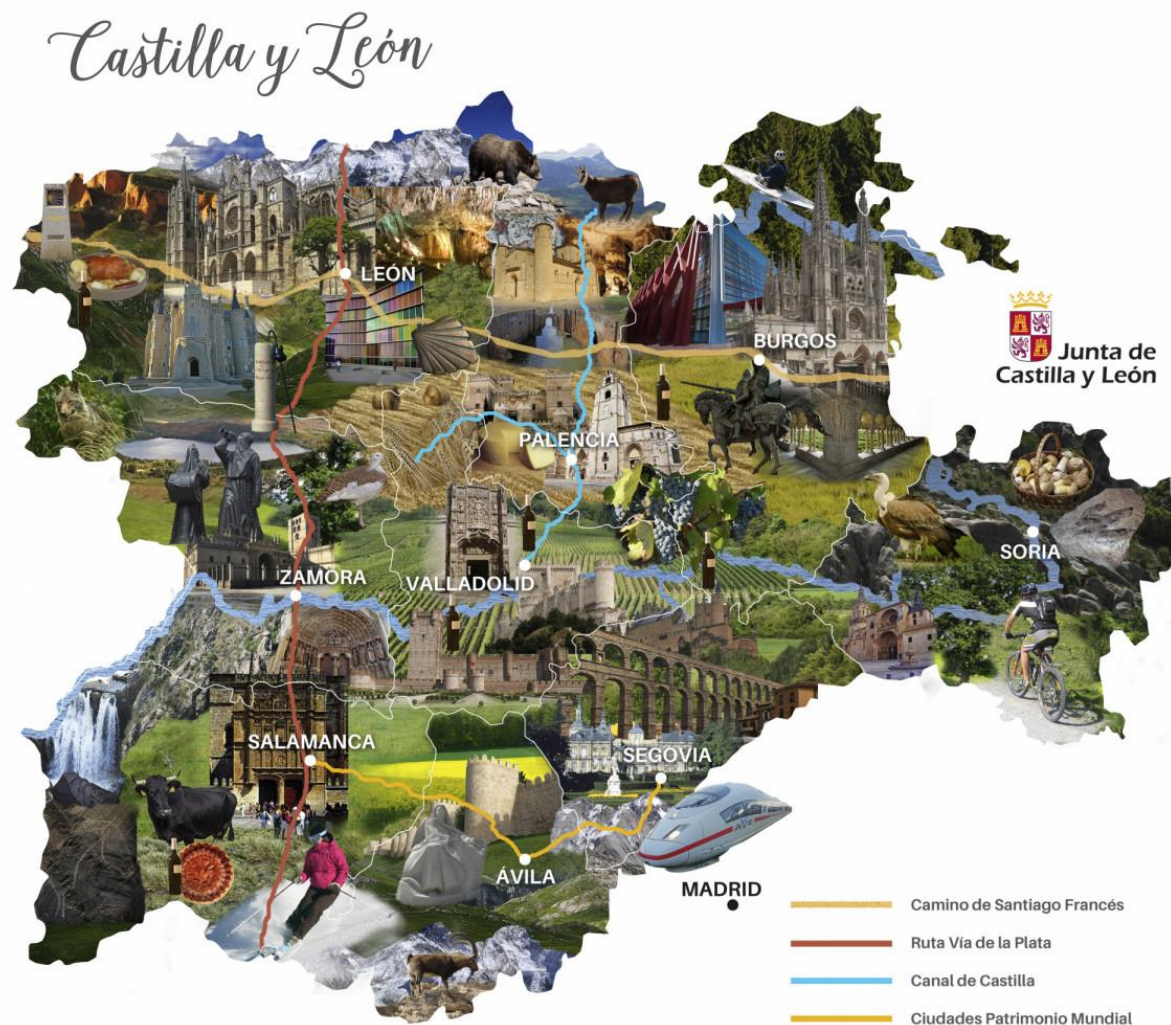 Castilla y León
LEÓN
BURGOS
Junta de
Castilla y León
PALENCIA
SORIA
ZAMORA
VALLADOLID
SALAMANCA
SEGOVIA
ÁVILA
MADRID
Camino de Santiago Francés
Ruta Vía de la Plata
Canal de Castilla
Ciudades Patrimonio Mundial